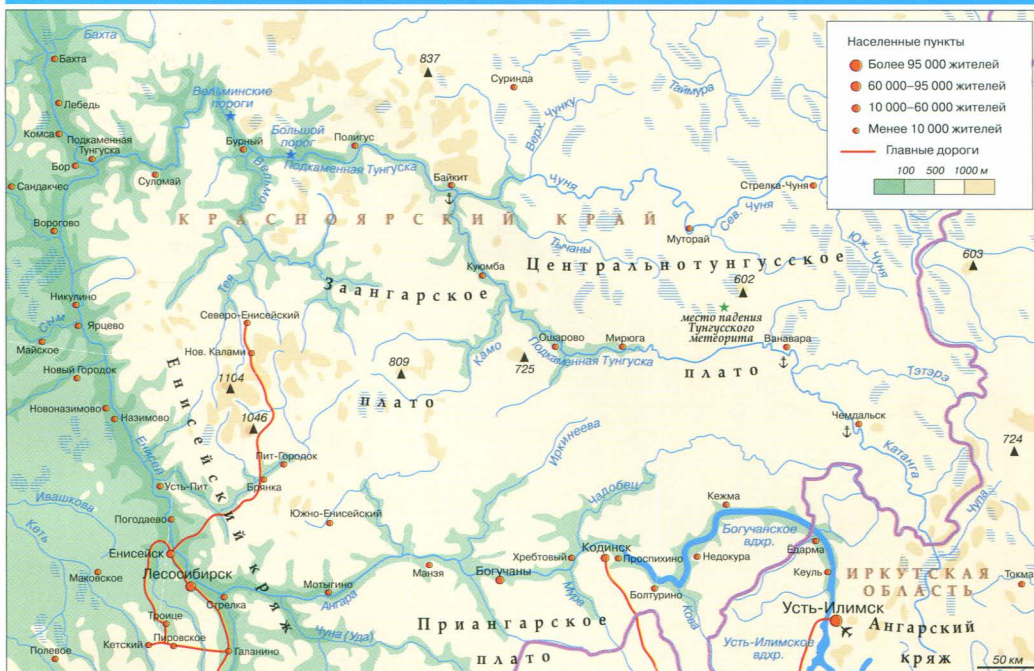 Бахта
Бахта
837
Населенные пункты
Более 95 000 жителей
60 000–95 000 жителей
10 000–60 000 жителей
Менее 10 000 жителей
Главные дороги
100 500 1000 м
Суринда
Таймура
Верх. Чунку
Лебедь
Вельминские
пороги
Комса
Подкаменная
Тунгуска
Бурный
Большой
порог
Полигус
Бор
Подкаменная Тунгуска
Вельмо
Суломай
Сандакчес
Байкит
Чуня
Стрелка-Чуня
Сев. Чуня
КРАСНОЯРСКИЙ КРАЙ
Ворогово
Муторай
Юж. Чуня
Тычаны
Куюмба
Центральнотунгусское
603
602
Тея
Заангарское
Никулино
Северо-Енисейский
место падения
Тунгусского
метеорита
Сым
Ярцево
Майское
Ошарово
Мирюга
Ванавара
Нов. Калами
Камо
725
Подкаменная Тунгуска
Новый Городок
809
плато
Тэтэрэ
1104
плато
Новоназимово
Назимово
1046
Чемдальск
Енисей
Енисейский кряж
Иркинеева
Катанга
724
Пит-Городок
Усть-Пит
Брянка
Чадобец
Ивашкова
Кежма
Чула
Погодаево
Южно-Енисейский
Богучанское
вдхр.
Кеть
Енисейск
Хребтовый
Кодинск
Проспихино
Недокура
Ёдарма
Маковское
Лесосибирск
Манзя
Богучаны
Кеуль
ИРКУТСКАЯ
ОБЛАСТЬ
Токма
Мотыгино
Ангара
Мура
Болтурино
Кова
Стрелка
Усть-Илимск
Троице
Чуна (Уда)
Приангарское
Ангарский
Кетский
Пировское
Усть-Илимское
вдхр.
Полевое
Галанино
плато
кряж
50 км